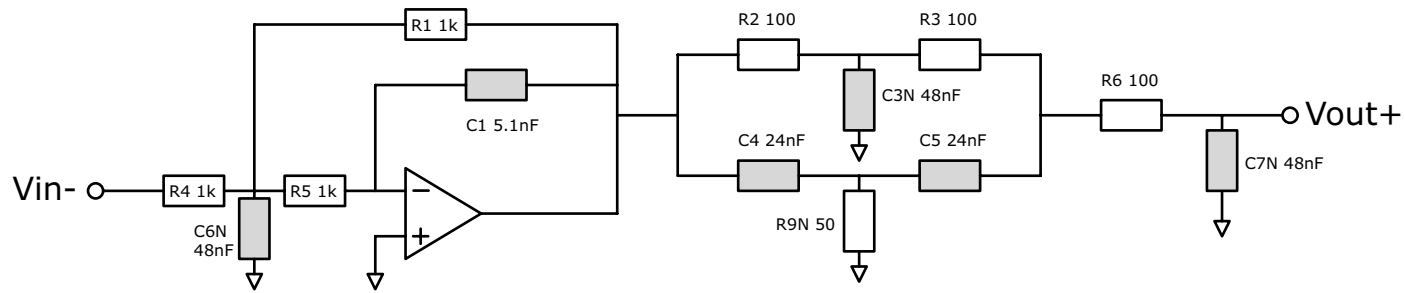 R1 1k
R2 100
R3 100
C3N 48nF
R6 100
C1 5.1nF
C4 24nF
C5 24nF
Vout+
C7N 48nF
Vin-
R4 1k
R5 1k
−
+
C6N
48nF
R9N 50